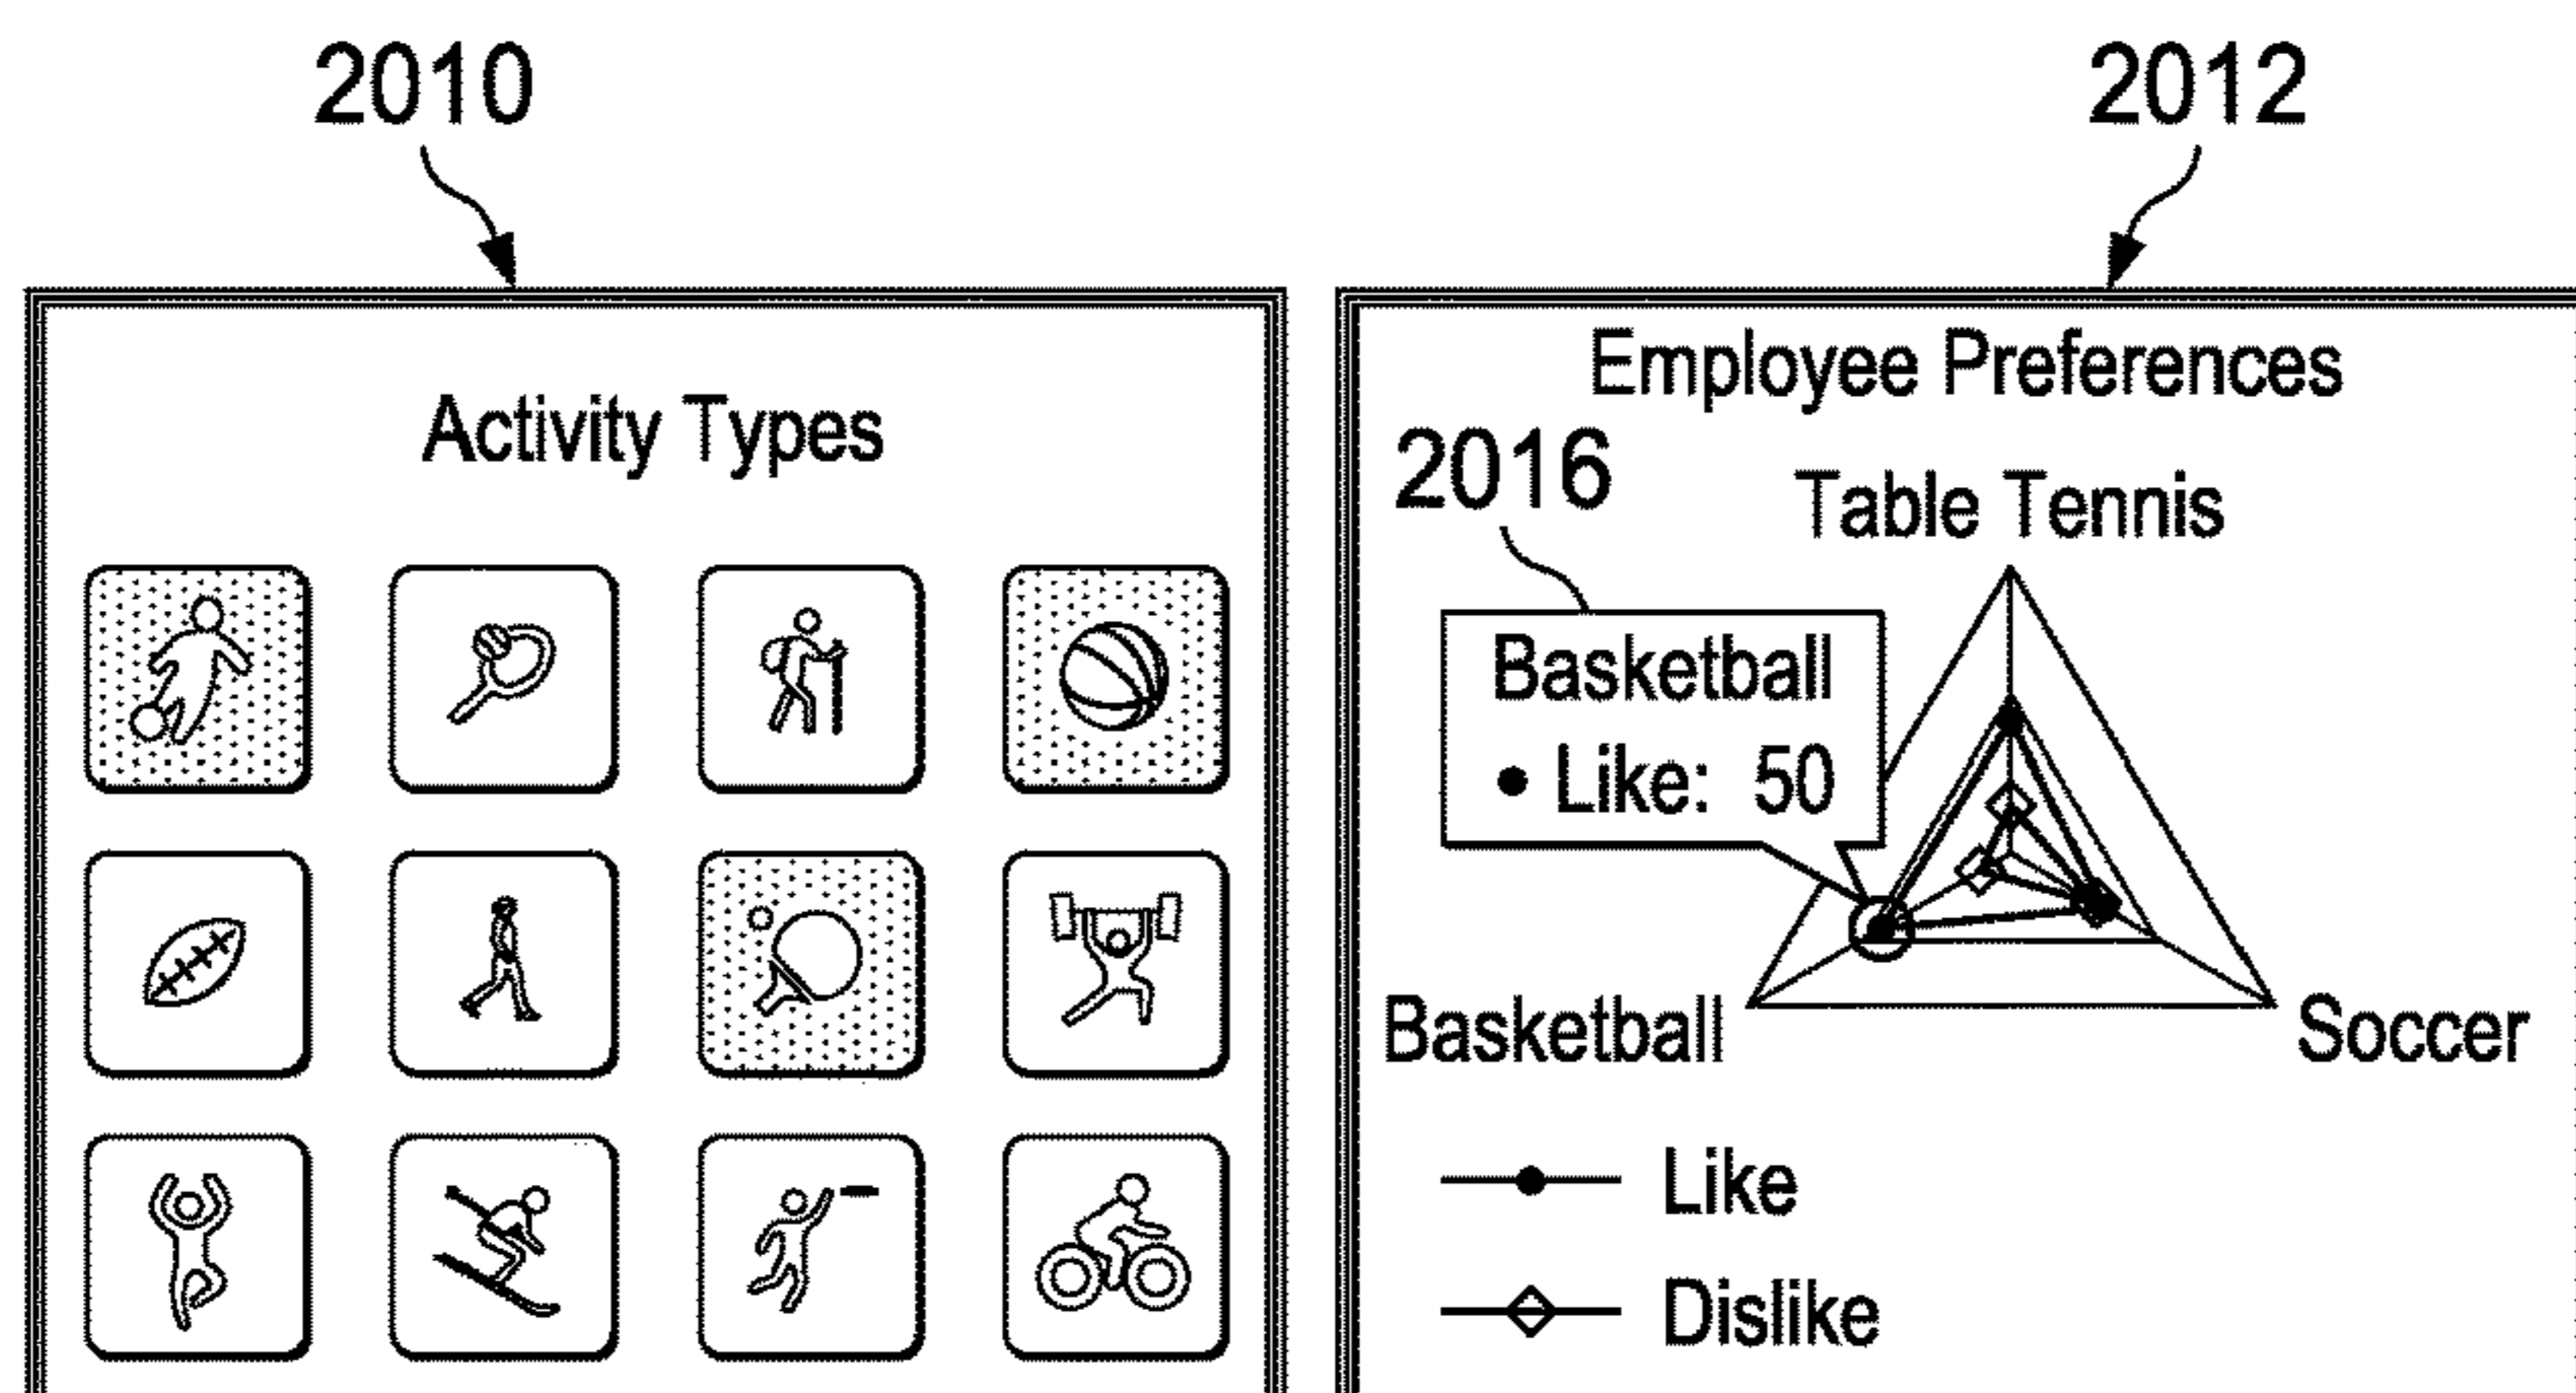 2010
2012
Activity Types
Employee Preferences
2016
Table Tennis
Basketball
• Like: 50
Basketball
Soccer
Like
Dislike